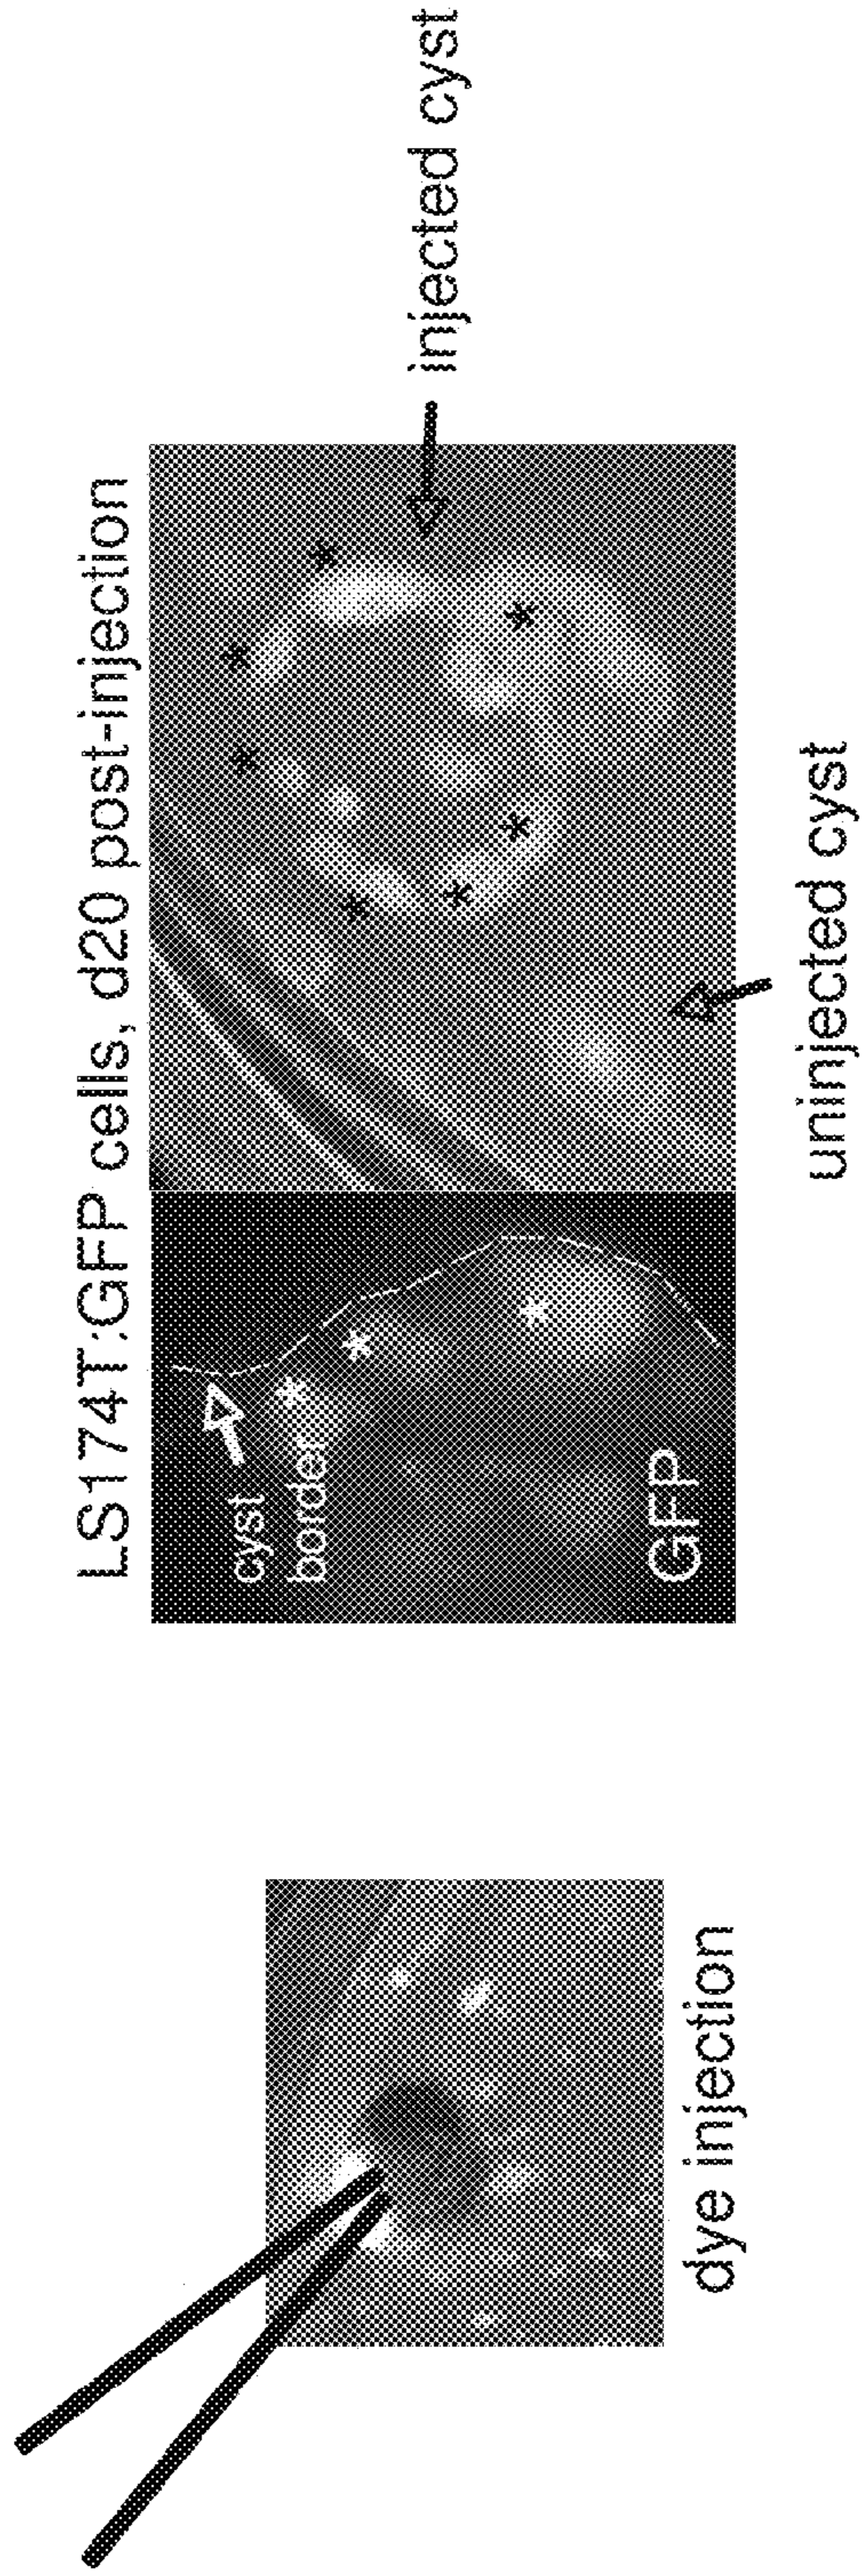 dye injection
LS174T:GFP cells, d20 post-injection
cyst
border
GFP
uninjected cyst
injected cyst